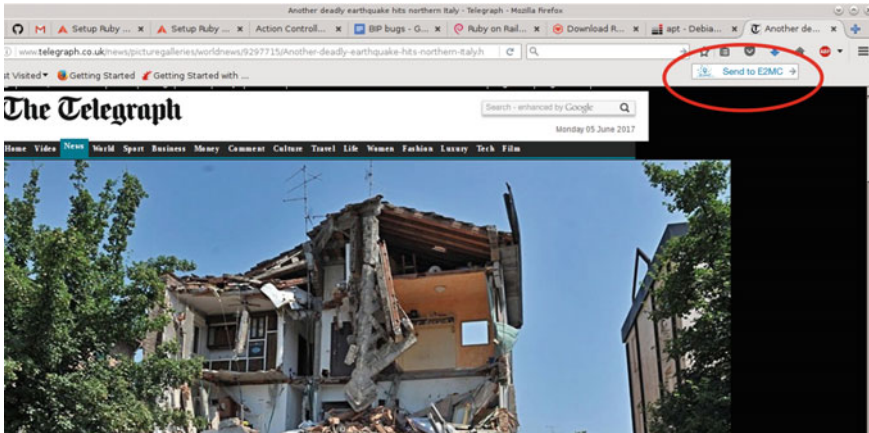 Another deadly earthquake hits northern Italy - Telegraph - Mozilla Firefox
A Setup Ruby ... A Setup Ruby ... Action Controll... BIP bugs - G... Ruby on Rail... Download R... apt - Debia... Another de...
www.telegraph.co.uk/news/picturegalleries/worldnews/9297715/Another-deadly-earthquake-hits-northern-Italy.h
st Visited Getting Started Getting Started with ...
Send to E2MC
The Telegraph
Search - enhanced by Google
Monday 05 June 2017
Home Video News World Sport Business Money Comment Culture Travel Life Women Fashion Luxury Tech Film